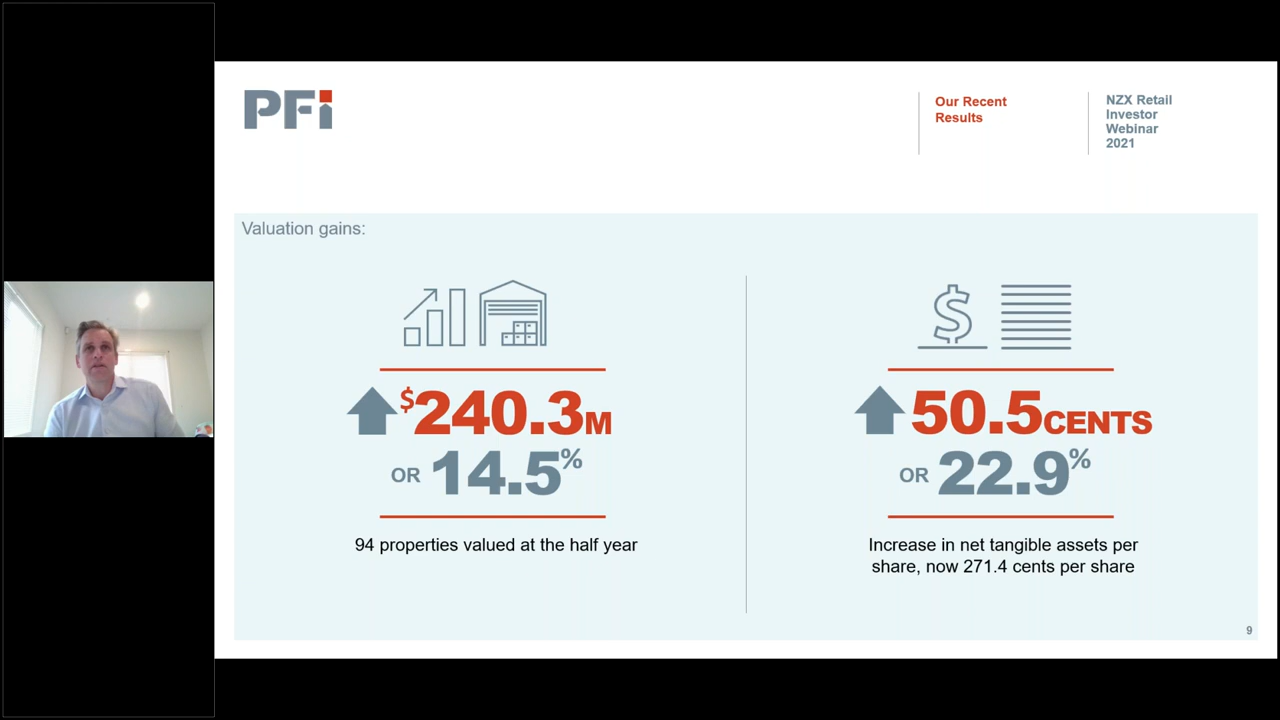 PFi
Our Recent
Results
NZX Retail
Investor
Webinar
2021
Valuation gains:
$240.3M
OR 14.5%
94 properties valued at the half year
50.5CENTS
OR 22.9%
Increase in net tangible assets per
share, now 271.4 cents per share
9